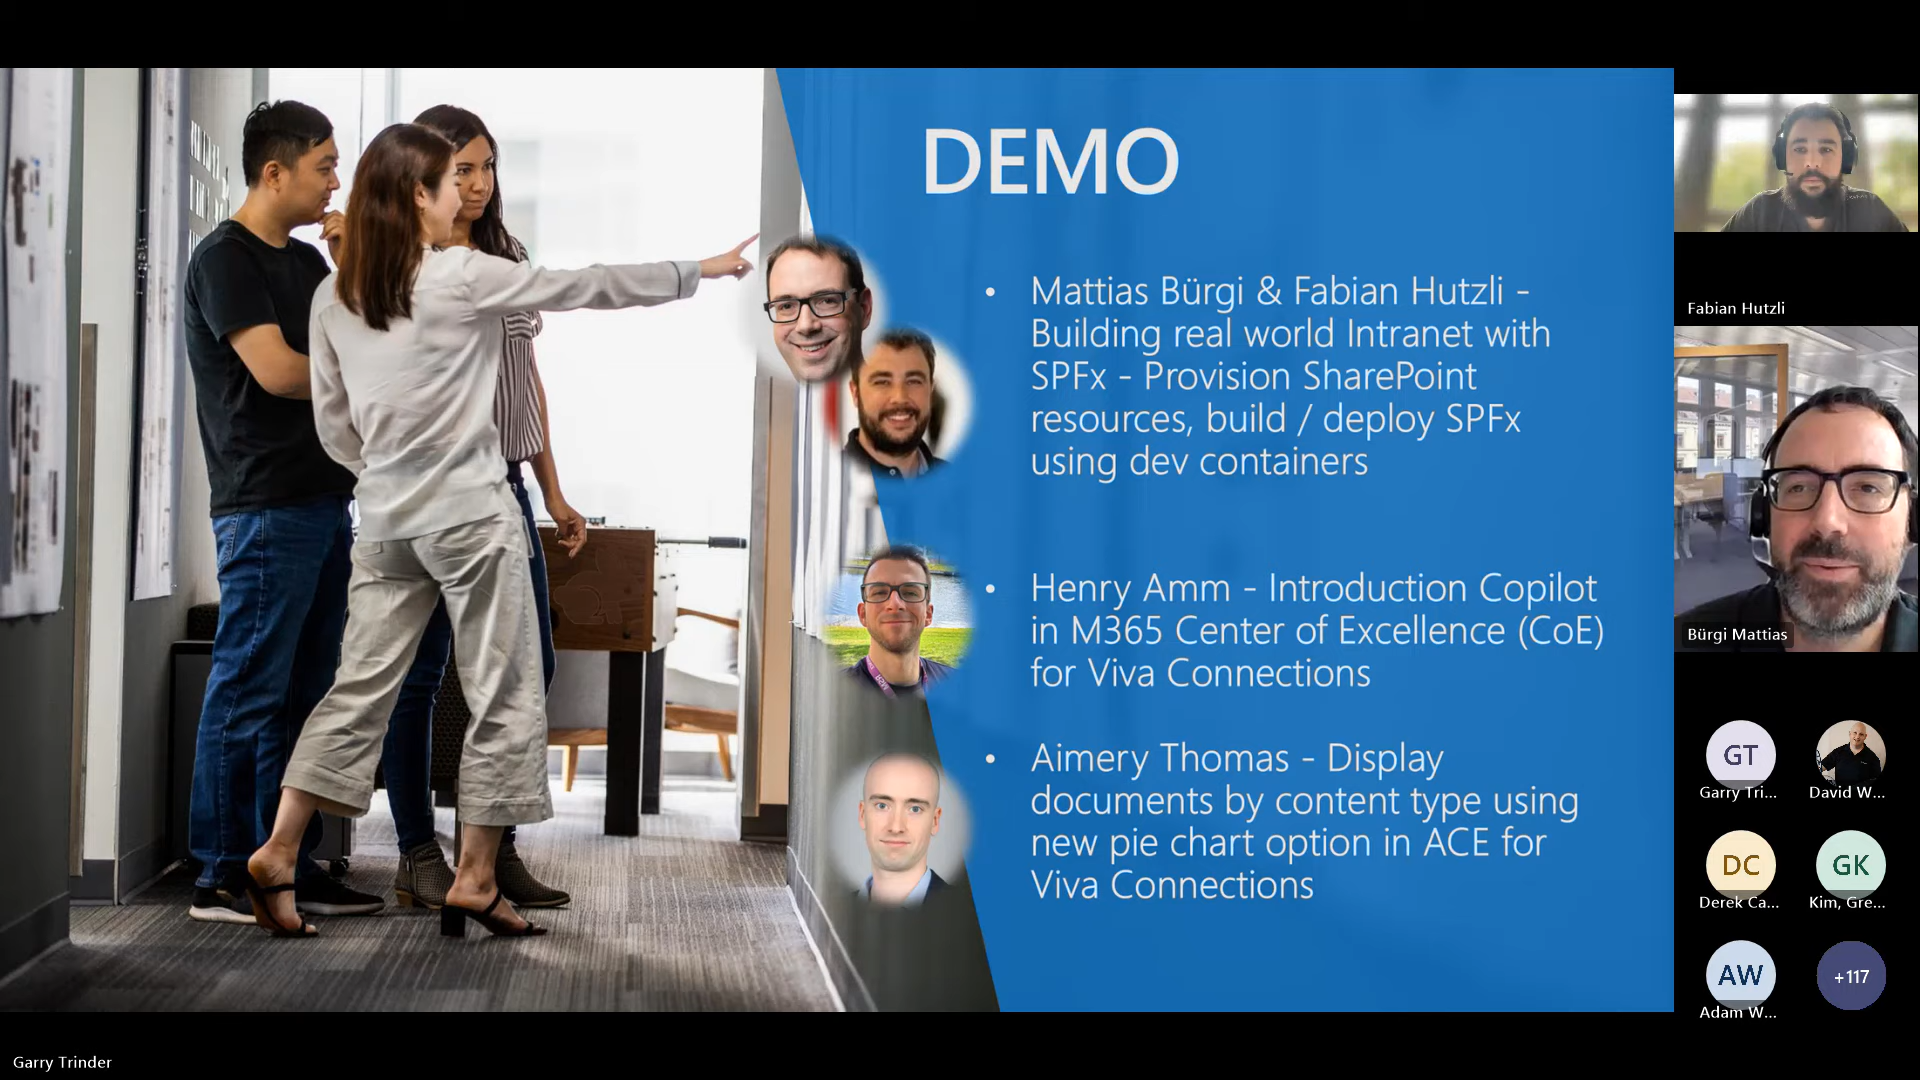 DEMO
• Mattias Bürgi & Fabian Hutzli -
Building real world Intranet with
SPFx - Provision SharePoint
resources, build / deploy SPFx
using dev containers
• Henry Amm - Introduction Copilot
in M365 Center of Excellence (CoE)
for Viva Connections
• Aimery Thomas - Display
documents by content type using
new pie chart option in ACE for
Viva Connections
Fabian Hutzli
Bürgi Mattias
GT
Garry Tri...
David W...
DC
Derek Ca...
GK
Kim, Gre...
AW
Adam W...
+117
Garry Trinder